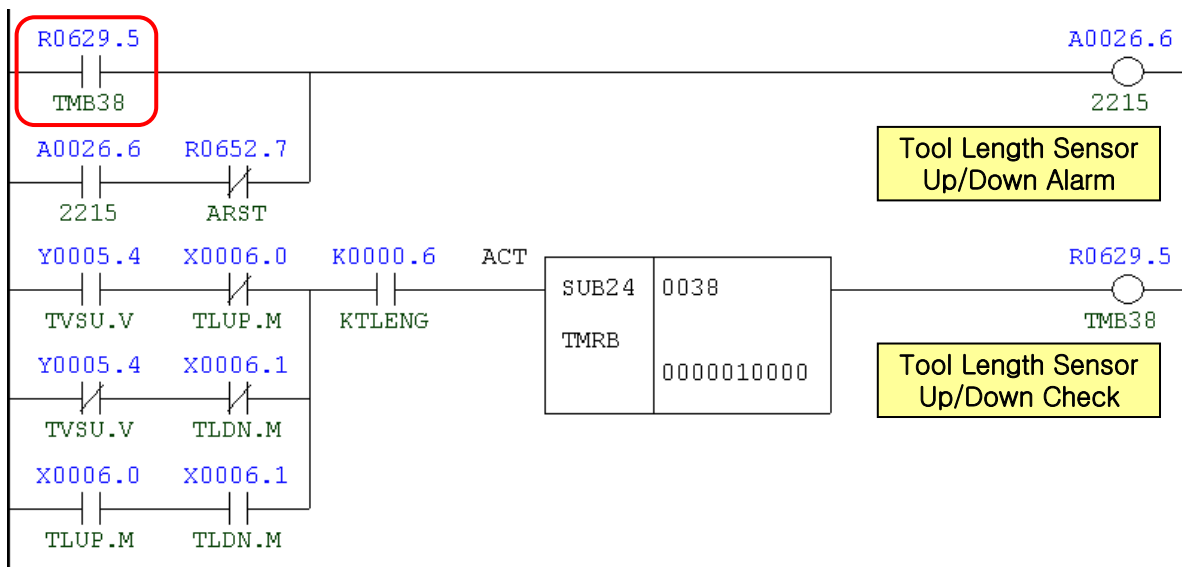 R0629.5 A0026.6
TMB38 2215
A0026.6 R0652.7 Tool Length Sensor
Up/Down Alarm
2215 ARST
Y0005.4 X0006.0 K0000.6 ACT R0629.5
SUB24 0038
TVSU.V TLUP.M KTLENG TMB38
TMRB
Y0005.4 X0006.1 Tool Length Sensor
0000010000
Up/Down Check
TVSU.V TLDN.M
X0006.0 X0006.1
TLUP.M TLDN.M